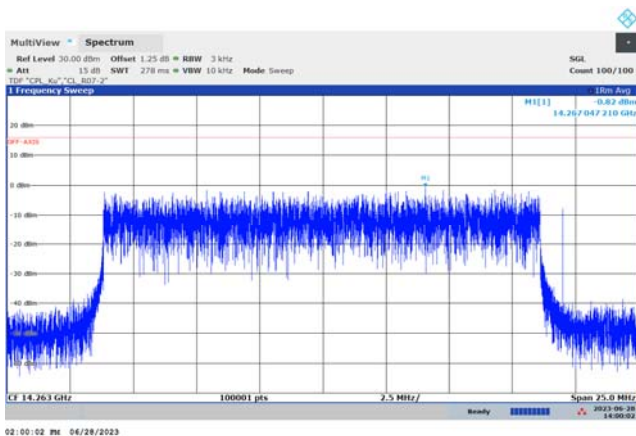 MultiView Spectrum
Ref Level 30.00 dBm Offset 1.25 dB RBW 3 kHz SGL
Att 15 dB SWT 278 ms VBW 10 kHz Mode Sweep Count 100/100
TDF "CPL_Ku","CL_R07-2"
1 Frequency Sweep 1Rm Avg
M1[1] -0.82 dBm
14.267 047 210 GHz
20 dBm
10 dBm
M1
0 dBm
-10 dBm
-20 dBm
-30 dBm
-40 dBm
CF 14.263 GHz 100001 pts 2.5 MHz/ Span 25.0 MHz
Ready 2023-06-28
14:00:02
02:00:02 PM 06/28/2023